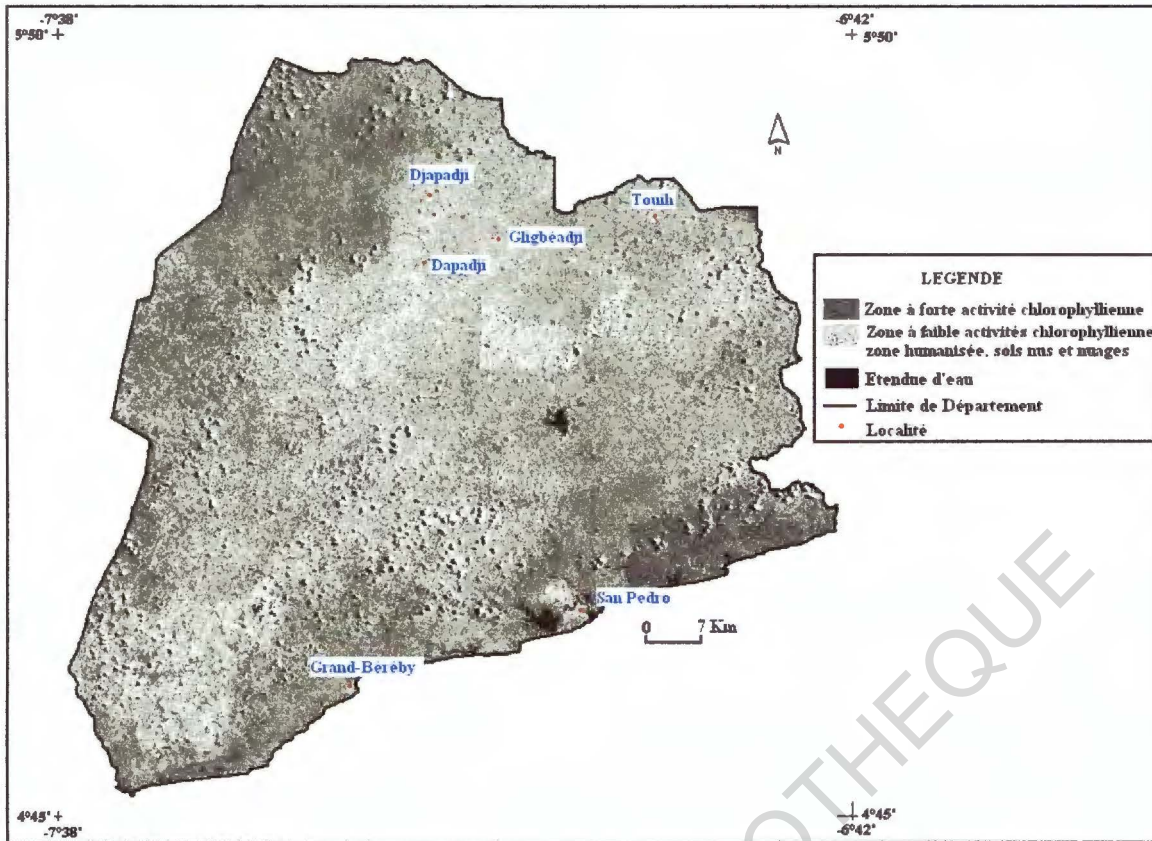 -7°38'
5°50'
-6°42'
5°50'
N
Djapadji
Touih
Gligbéadji
Dapadji
LEGENDE
Zone à forte activité chlorophyllienne
Zone à faible activités chlorophyllienne
zone humanisée, sols nus et nuages
Etendue d'eau
Limite de Département
Localité
San Pedro
0 7 Km
Grand-Béréby
4°45'
-7°38'
4°45'
-6°42'
OTHEQUE